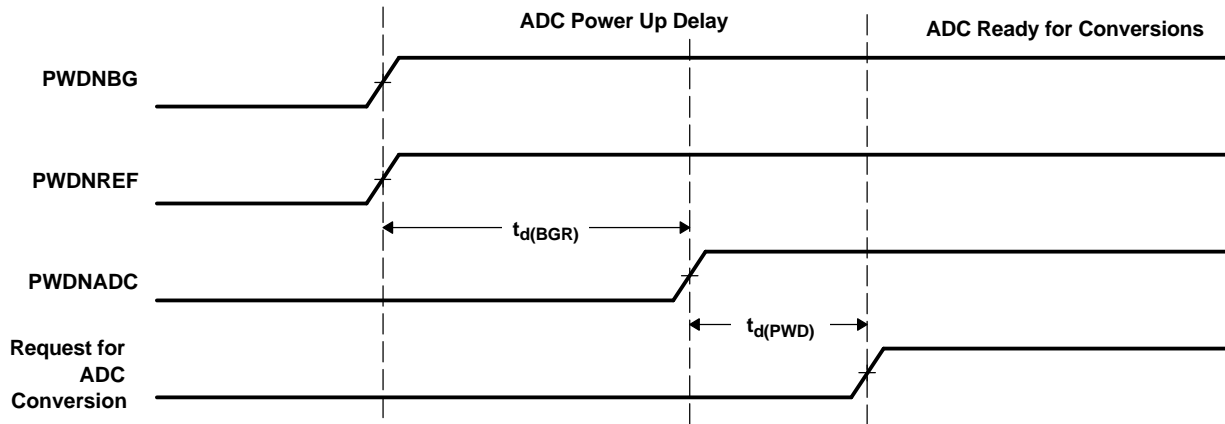 ADC Power Up Delay
ADC Ready for Conversions
PWDNBG
PWDNREF
td(BGR)
PWDNADC
td(PWD)
Request for
ADC
Conversion